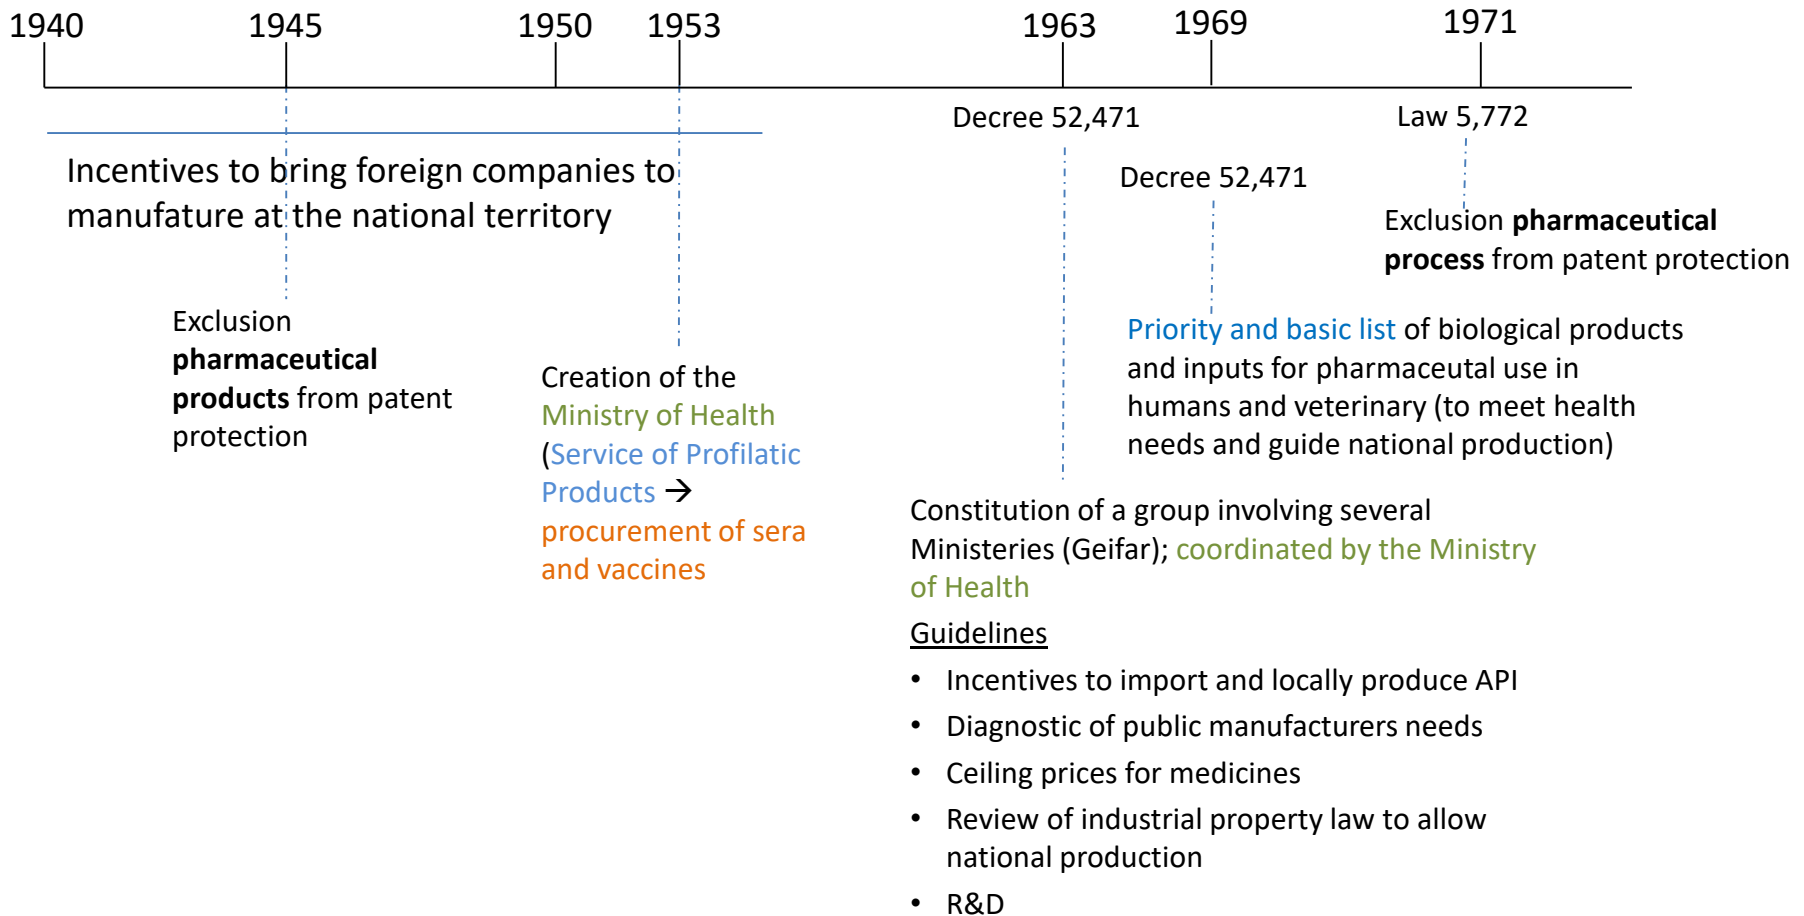 1940 1945 1950 1953 1963 1969 1971
Decree 52,471
Law 5,772
Incentives to bring foreign companies to
manufature at the national territory
Decree 52,471
Exclusion pharmaceutical
process from patent protection
Exclusion
pharmaceutical
products from patent
protection
Creation of the
Ministry of Health
(Service of Profilatic
Products →
procurement of sera
and vaccines
Priority and basic list of biological products
and inputs for pharmaceutal use in
humans and veterinary (to meet health
needs and guide national production)
Constitution of a group involving several
Ministeries (Geifar); coordinated by the Ministry
of Health
Guidelines
• Incentives to import and locally produce API
• Diagnostic of public manufacturers needs
• Ceiling prices for medicines
• Review of industrial property law to allow
national production
• R&D